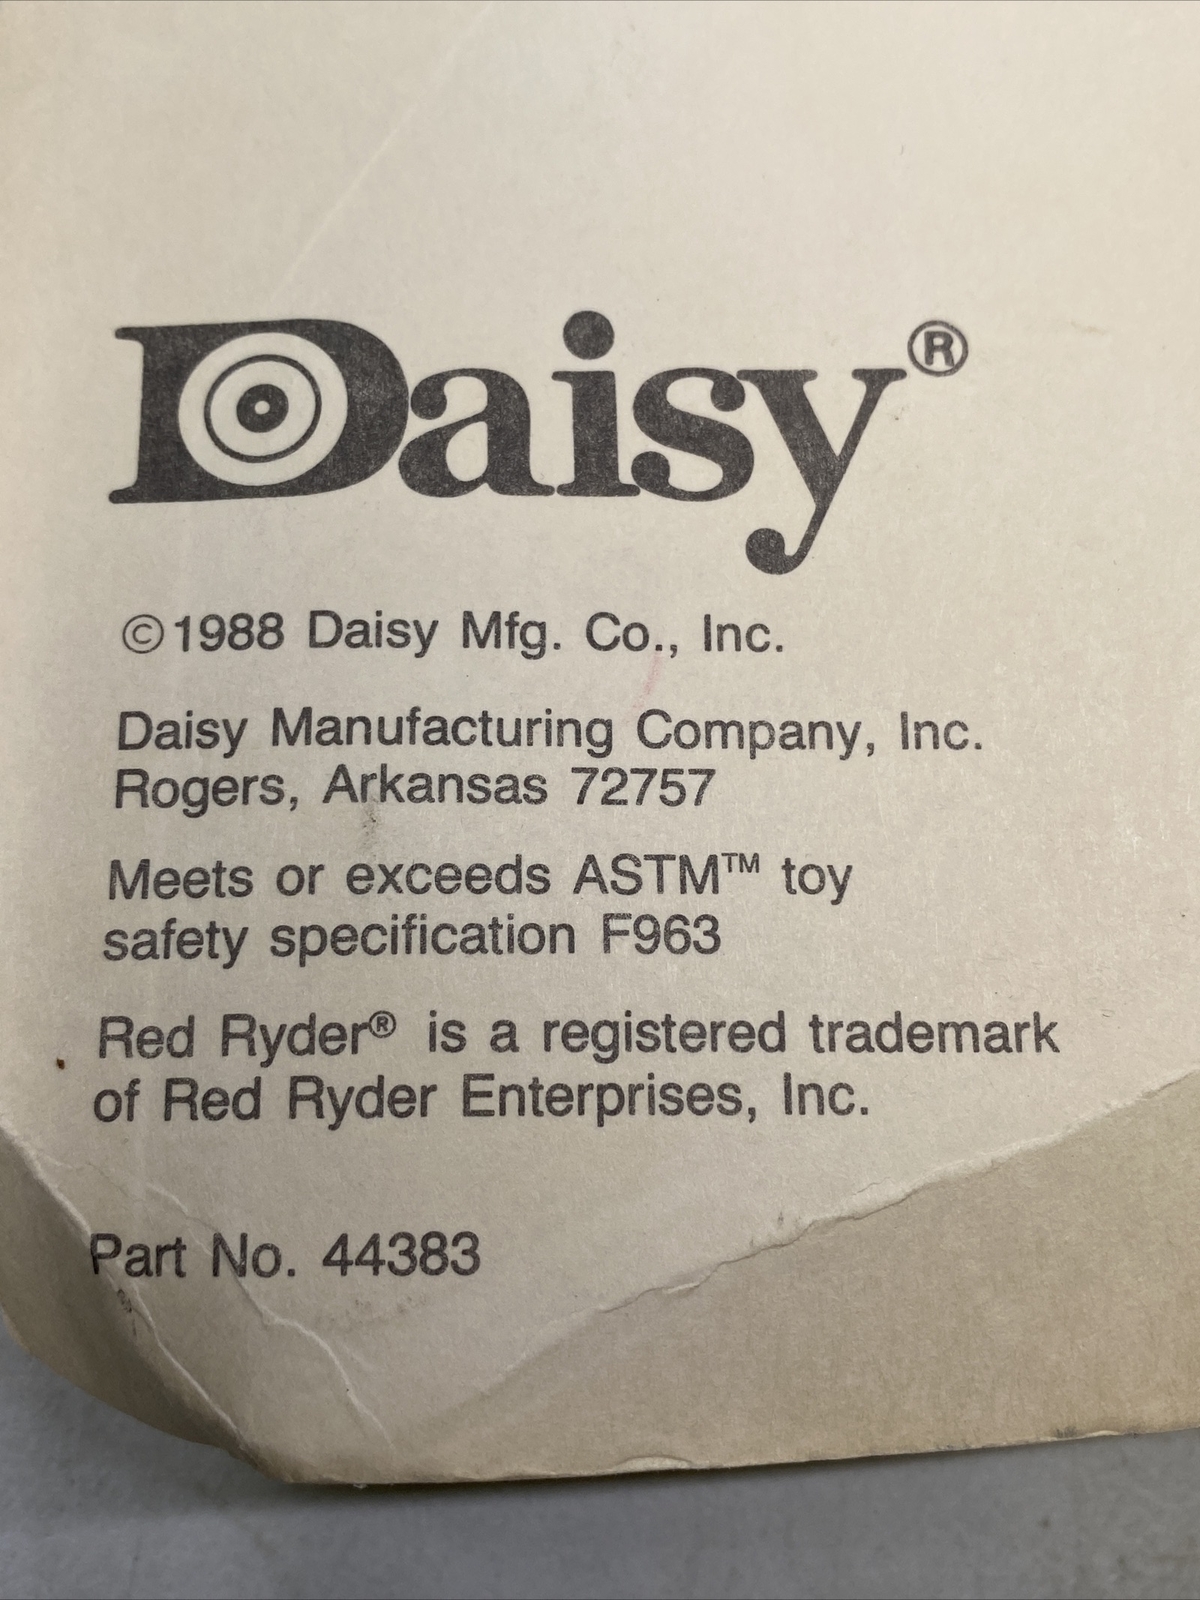 Daisy®
©1988 Daisy Mfg. Co., Inc.
Daisy Manufacturing Company, Inc.
Rogers, Arkansas 72757
Meets or exceeds ASTM™ toy
safety specification F963
Red Ryder® is a registered trademark
of Red Ryder Enterprises, Inc.
Part No. 44383